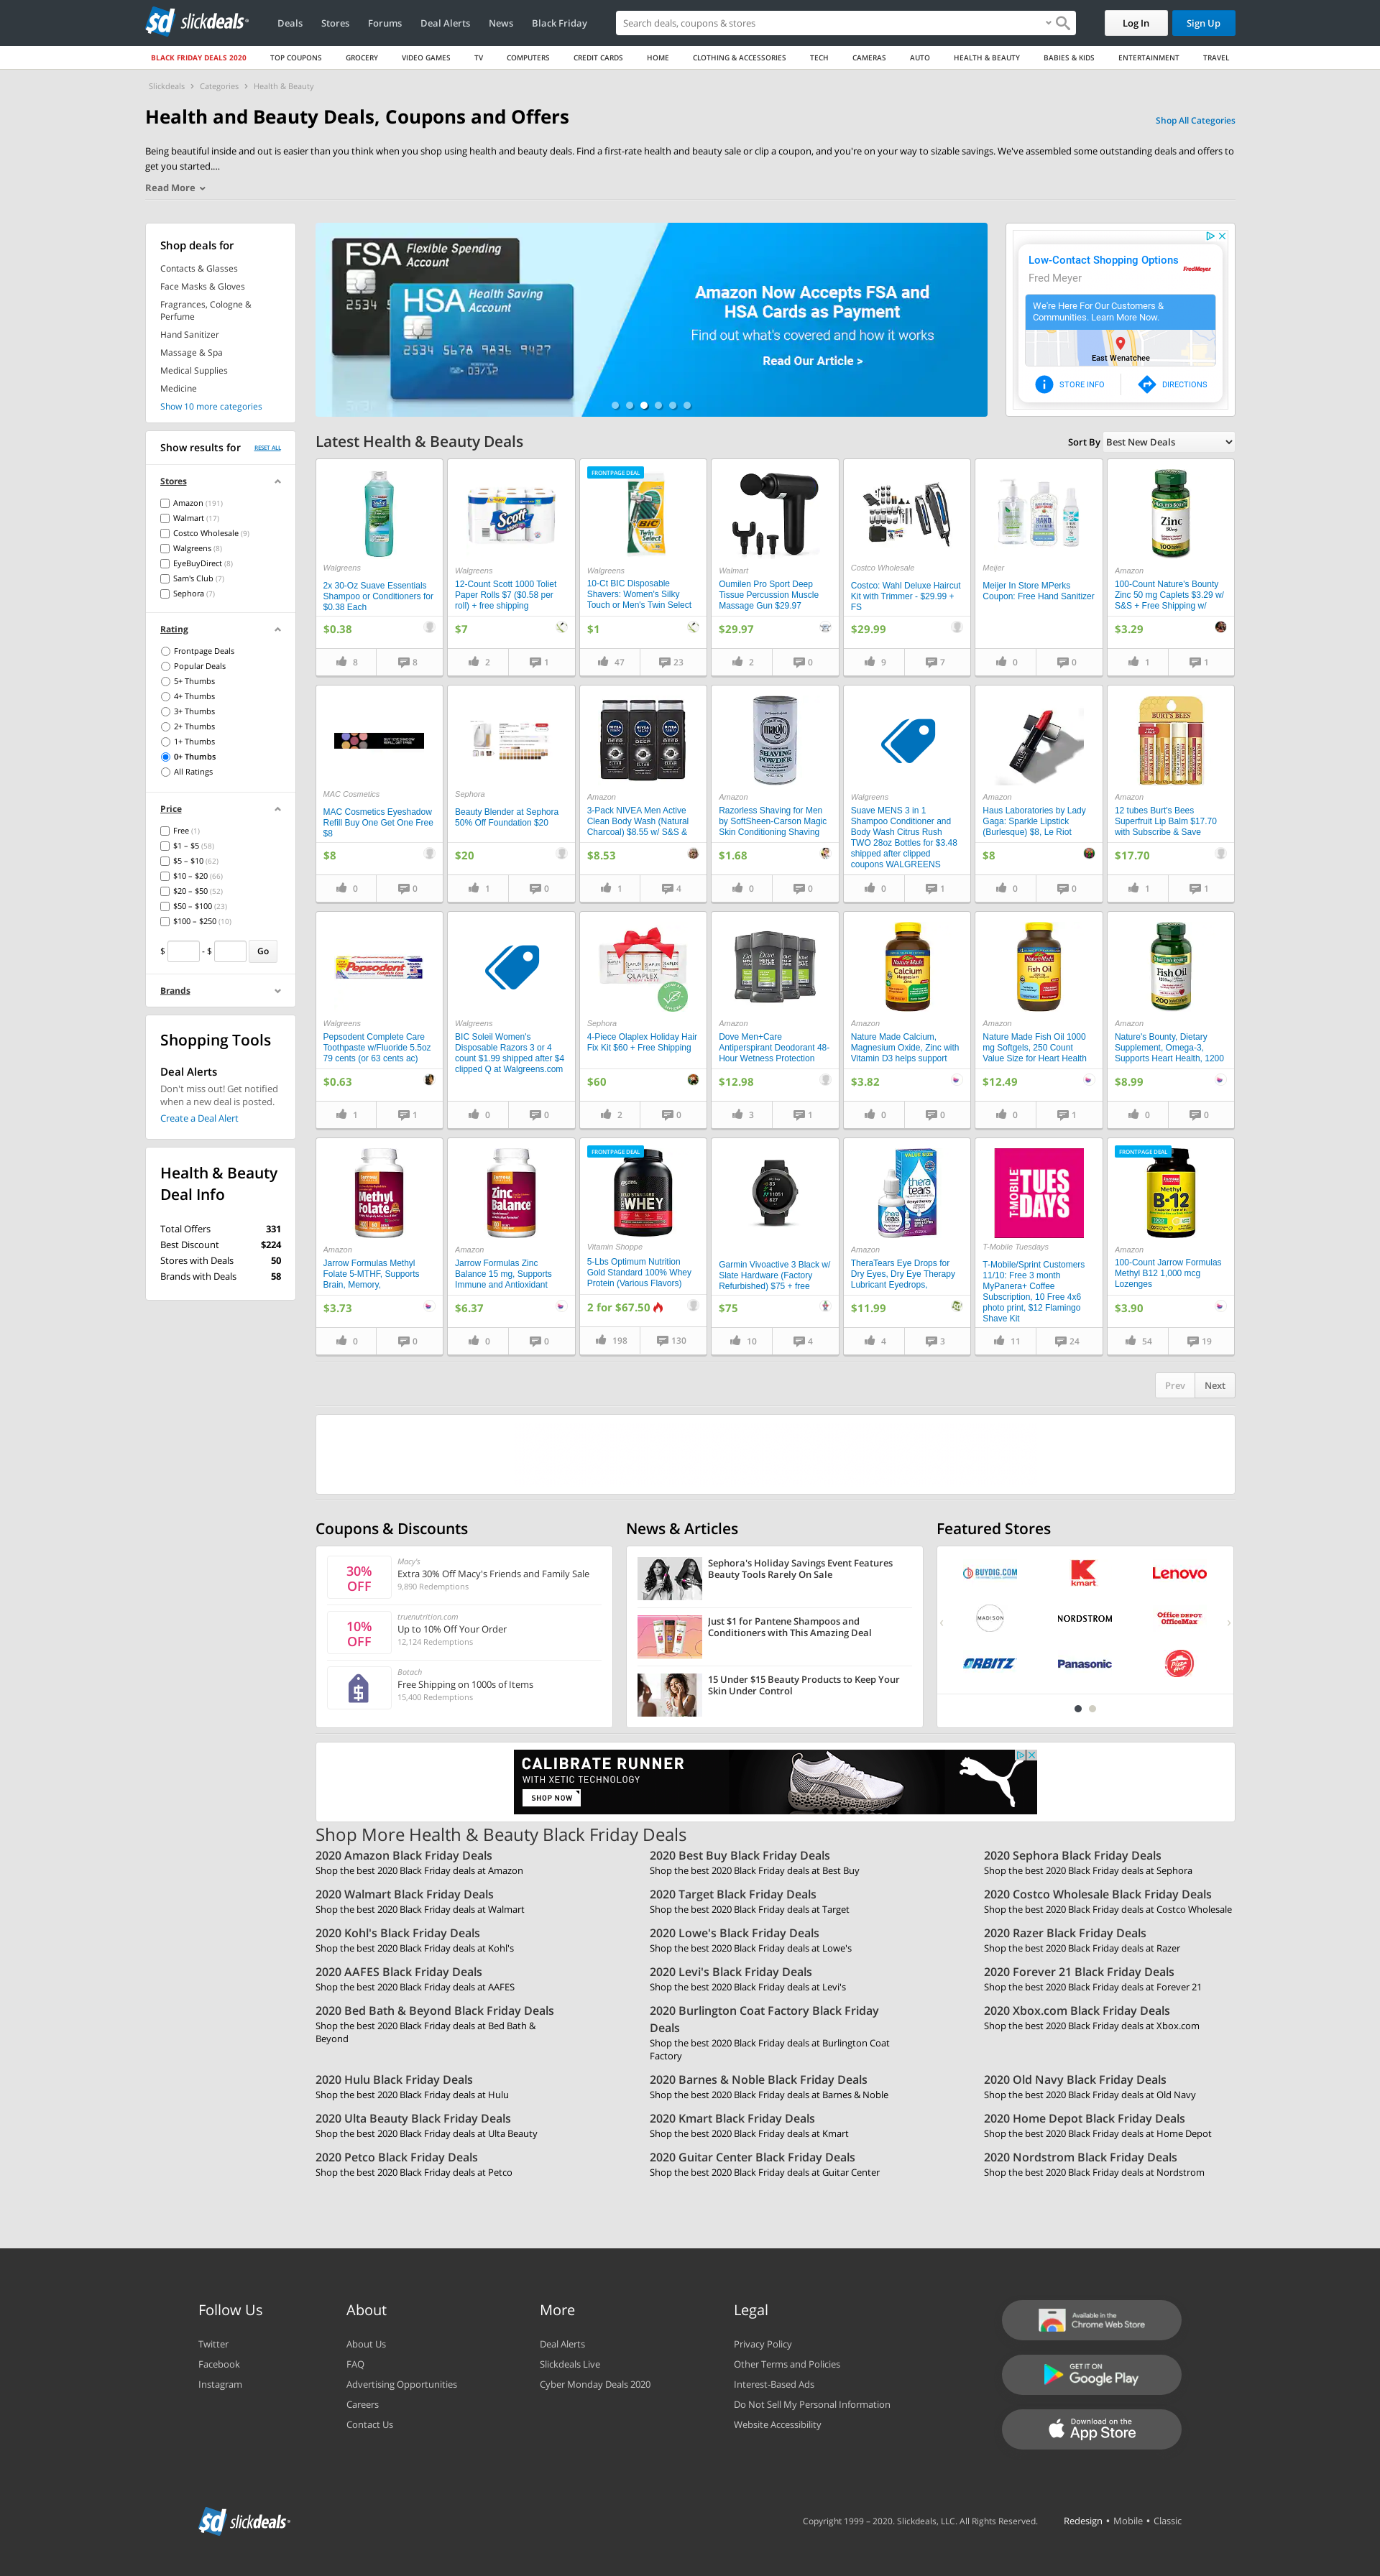 slickdeals
Deals
Stores
Forums
Deal Alerts
News
Black Friday
Search deals, coupons & stores
Log In
Sign Up
BLACK FRIDAY DEALS 2020
TOP COUPONS
GROCERY
VIDEO GAMES
TV
COMPUTERS
CREDIT CARDS
HOME
CLOTHING & ACCESSORIES
TECH
CAMERAS
AUTO
HEALTH & BEAUTY
BABIES & KIDS
ENTERTAINMENT
TRAVEL
Slickdeals > Categories > Health & Beauty
Health and Beauty Deals, Coupons and Offers
Shop All Categories
Being beautiful inside and out is easier than you think when you shop using health and beauty deals. Find a first-rate health and beauty sale or clip a coupon, and you're on your way to sizable savings. We've assembled some outstanding deals and offers to
get you started....
Read More
Shop deals for
Contacts & Glasses
Face Masks & Gloves
Fragrances, Cologne &
Perfume
Hand Sanitizer
Massage & Spa
Medical Supplies
Medicine
Show 10 more categories
FSA Flexible Spending
Account
HSA Health Saving
Account
2534 5678 9836 9427
03/12
Amazon Now Accepts FSA and
HSA Cards as Payment
Find out what's covered and how it works
Read Our Article >
Low-Contact Shopping Options
Fred Meyer
We're Here For Our Customers &
Communities. Learn More Now.
East Wenatchee
STORE INFO
DIRECTIONS
Show results for
RESET ALL
Stores
Amazon (191)
Walmart (17)
Costco Wholesale (9)
Walgreens (8)
EyeBuyDirect (8)
Sam's Club (7)
Sephora (7)
Rating
Frontpage Deals
Popular Deals
5+ Thumbs
4+ Thumbs
3+ Thumbs
2+ Thumbs
1+ Thumbs
0+ Thumbs
All Ratings
Price
Free (1)
$1 – $5 (58)
$5 – $10 (62)
$10 – $20 (66)
$20 – $50 (52)
$50 – $100 (23)
$100 – $250 (10)
$ - $ Go
Brands
Shopping Tools
Deal Alerts
Don't miss out! Get notified
when a new deal is posted.
Create a Deal Alert
Health & Beauty
Deal Info
Total Offers 331
Best Discount $224
Stores with Deals 50
Brands with Deals 58
Latest Health & Beauty Deals
Sort By Best New Deals
Walgreens
2x 30-Oz Suave Essentials
Shampoo or Conditioners for
$0.38 Each
$0.38
8 8
Walgreens
12-Count Scott 1000 Toliet
Paper Rolls $7 ($0.58 per
roll) + free shipping
$7
2 1
FRONTPAGE DEAL
Walgreens
10-Ct BIC Disposable
Shavers: Women's Silky
Touch or Men's Twin Select
$1
47 23
Walmart
Oumilen Pro Sport Deep
Tissue Percussion Muscle
Massage Gun $29.97
$29.97
2 0
Costco Wholesale
Costco: Wahl Deluxe Haircut
Kit with Trimmer - $29.99 +
FS
$29.99
9 7
Meijer
Meijer In Store MPerks
Coupon: Free Hand Sanitizer
0 0
Amazon
100-Count Nature's Bounty
Zinc 50 mg Caplets $3.29 w/
S&S + Free Shipping w/
$3.29
1 1
MAC Cosmetics
MAC Cosmetics Eyeshadow
Refill Buy One Get One Free
$8
$8
0 0
Sephora
Beauty Blender at Sephora
50% Off Foundation $20
$20
1 0
Amazon
3-Pack NIVEA Men Active
Clean Body Wash (Natural
Charcoal) $8.55 w/ S&S &
$8.53
1 4
Amazon
Razorless Shaving for Men
by SoftSheen-Carson Magic
Skin Conditioning Shaving
$1.68
0 0
Walgreens
Suave MENS 3 in 1
Shampoo Conditioner and
Body Wash Citrus Rush
TWO 28oz Bottles for $3.48
shipped after clipped
coupons WALGREENS
0 1
Amazon
Haus Laboratories by Lady
Gaga: Sparkle Lipstick
(Burlesque) $8, Le Riot
$8
0 0
Amazon
12 tubes Burt's Bees
Superfruit Lip Balm $17.70
with Subscribe & Save
$17.70
1 1
Walgreens
Pepsodent Complete Care
Toothpaste w/Fluoride 5.5oz
79 cents (or 63 cents ac)
$0.63
1 1
Walgreens
BIC Soleil Women's
Disposable Razors 3 or 4
count $1.99 shipped after $4
clipped Q at Walgreens.com
0 0
Sephora
4-Piece Olaplex Holiday Hair
Fix Kit $60 + Free Shipping
$60
2 0
Amazon
Dove Men+Care
Antiperspirant Deodorant 48-
Hour Wetness Protection
$12.98
3 1
Amazon
Nature Made Calcium,
Magnesium Oxide, Zinc with
Vitamin D3 helps support
$3.82
0 0
Amazon
Nature Made Fish Oil 1000
mg Softgels, 250 Count
Value Size for Heart Health
$12.49
0 1
Amazon
Nature's Bounty, Dietary
Supplement, Omega-3,
Supports Heart Health, 1200
$8.99
0 0
Amazon
Jarrow Formulas Methyl
Folate 5-MTHF, Supports
Brain, Memory,
$3.73
0 0
Amazon
Jarrow Formulas Zinc
Balance 15 mg, Supports
Immune and Antioxidant
$6.37
0 0
FRONTPAGE DEAL
Vitamin Shoppe
5-Lbs Optimum Nutrition
Gold Standard 100% Whey
Protein (Various Flavors)
2 for $67.50
198 130
Garmin Vivoactive 3 Black w/
Slate Hardware (Factory
Refurbished) $75 + free
$75
10 4
Amazon
TheraTears Eye Drops for
Dry Eyes, Dry Eye Therapy
Lubricant Eyedrops,
$11.99
4 3
T-MOBILE TUESDAYS
T-Mobile Tuesdays
T-Mobile/Sprint Customers
11/10: Free 3 month
MyPanera+ Coffee
Subscription, 10 Free 4x6
photo print, $12 Flamingo
Shave Kit
11 24
FRONTPAGE DEAL
Amazon
100-Count Jarrow Formulas
Methyl B12 1,000 mcg
Lozenges
$3.90
54 19
Prev
Next
Coupons & Discounts
30%
OFF
Macy's
Extra 30% Off Macy's Friends and Family Sale
9,890 Redemptions
10%
OFF
truenutrition.com
Up to 10% Off Your Order
12,124 Redemptions
Botach
Free Shipping on 1000s of Items
15,400 Redemptions
News & Articles
Sephora's Holiday Savings Event Features
Beauty Tools Rarely On Sale
Just $1 for Pantene Shampoos and
Conditioners with This Amazing Deal
15 Under $15 Beauty Products to Keep Your
Skin Under Control
Featured Stores
BUYDIG.COM
kmart
Lenovo
MADISON
NORDSTROM
Office DEPOT
OfficeMax
ORBITZ
Panasonic
Pizza Hut
CALIBRATE RUNNER
WITH XETIC TECHNOLOGY
SHOP NOW
Shop More Health & Beauty Black Friday Deals
2020 Amazon Black Friday Deals
Shop the best 2020 Black Friday deals at Amazon
2020 Best Buy Black Friday Deals
Shop the best 2020 Black Friday deals at Best Buy
2020 Sephora Black Friday Deals
Shop the best 2020 Black Friday deals at Sephora
2020 Walmart Black Friday Deals
Shop the best 2020 Black Friday deals at Walmart
2020 Target Black Friday Deals
Shop the best 2020 Black Friday deals at Target
2020 Costco Wholesale Black Friday Deals
Shop the best 2020 Black Friday deals at Costco Wholesale
2020 Kohl's Black Friday Deals
Shop the best 2020 Black Friday deals at Kohl's
2020 Lowe's Black Friday Deals
Shop the best 2020 Black Friday deals at Lowe's
2020 Razer Black Friday Deals
Shop the best 2020 Black Friday deals at Razer
2020 AAFES Black Friday Deals
Shop the best 2020 Black Friday deals at AAFES
2020 Levi's Black Friday Deals
Shop the best 2020 Black Friday deals at Levi's
2020 Forever 21 Black Friday Deals
Shop the best 2020 Black Friday deals at Forever 21
2020 Bed Bath & Beyond Black Friday Deals
Shop the best 2020 Black Friday deals at Bed Bath &
Beyond
2020 Burlington Coat Factory Black Friday
Deals
Shop the best 2020 Black Friday deals at Burlington Coat
Factory
2020 Xbox.com Black Friday Deals
Shop the best 2020 Black Friday deals at Xbox.com
2020 Hulu Black Friday Deals
Shop the best 2020 Black Friday deals at Hulu
2020 Barnes & Noble Black Friday Deals
Shop the best 2020 Black Friday deals at Barnes & Noble
2020 Old Navy Black Friday Deals
Shop the best 2020 Black Friday deals at Old Navy
2020 Ulta Beauty Black Friday Deals
Shop the best 2020 Black Friday deals at Ulta Beauty
2020 Kmart Black Friday Deals
Shop the best 2020 Black Friday deals at Kmart
2020 Home Depot Black Friday Deals
Shop the best 2020 Black Friday deals at Home Depot
2020 Petco Black Friday Deals
Shop the best 2020 Black Friday deals at Petco
2020 Guitar Center Black Friday Deals
Shop the best 2020 Black Friday deals at Guitar Center
2020 Nordstrom Black Friday Deals
Shop the best 2020 Black Friday deals at Nordstrom
Follow Us
Twitter
Facebook
Instagram
About
About Us
FAQ
Advertising Opportunities
Careers
Contact Us
More
Deal Alerts
Slickdeals Live
Cyber Monday Deals 2020
Legal
Privacy Policy
Other Terms and Policies
Interest-Based Ads
Do Not Sell My Personal Information
Website Accessibility
Available in the
Chrome Web Store
GET IT ON
Google Play
Download on the
App Store
slickdeals
Copyright 1999 – 2020. Slickdeals, LLC. All Rights Reserved.
Redesign • Mobile • Classic